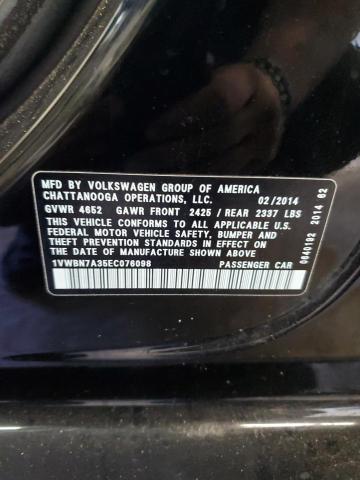 MFD BY VOLKSWAGEN GROUP OF AMERICA
CHATTANOOGA OPERATIONS, LLC. 02/2014
GVWR 4652 GAWR FRONT 2425 / REAR 2337 LBS
THIS VEHICLE CONFORMS TO ALL APPLICABLE U.S.
FEDERAL MOTOR VEHICLE SAFETY, BUMPER AND
THEFT PREVENTION STANDARDS IN EFFECT ON THE
DATE OF MANUFACTURE SHOWN ABOVE.
1VWBN7A35EC076098 PASSENGER CAR
0640192 2014 02